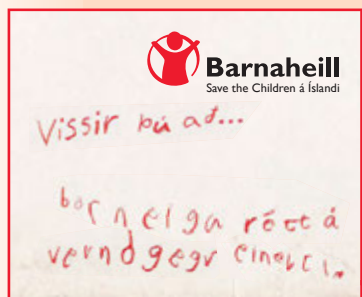 Barnaheill
Save the Children á Íslandi
Vissir þú að...
börn eiga rétt á
vernd gegn einelti.